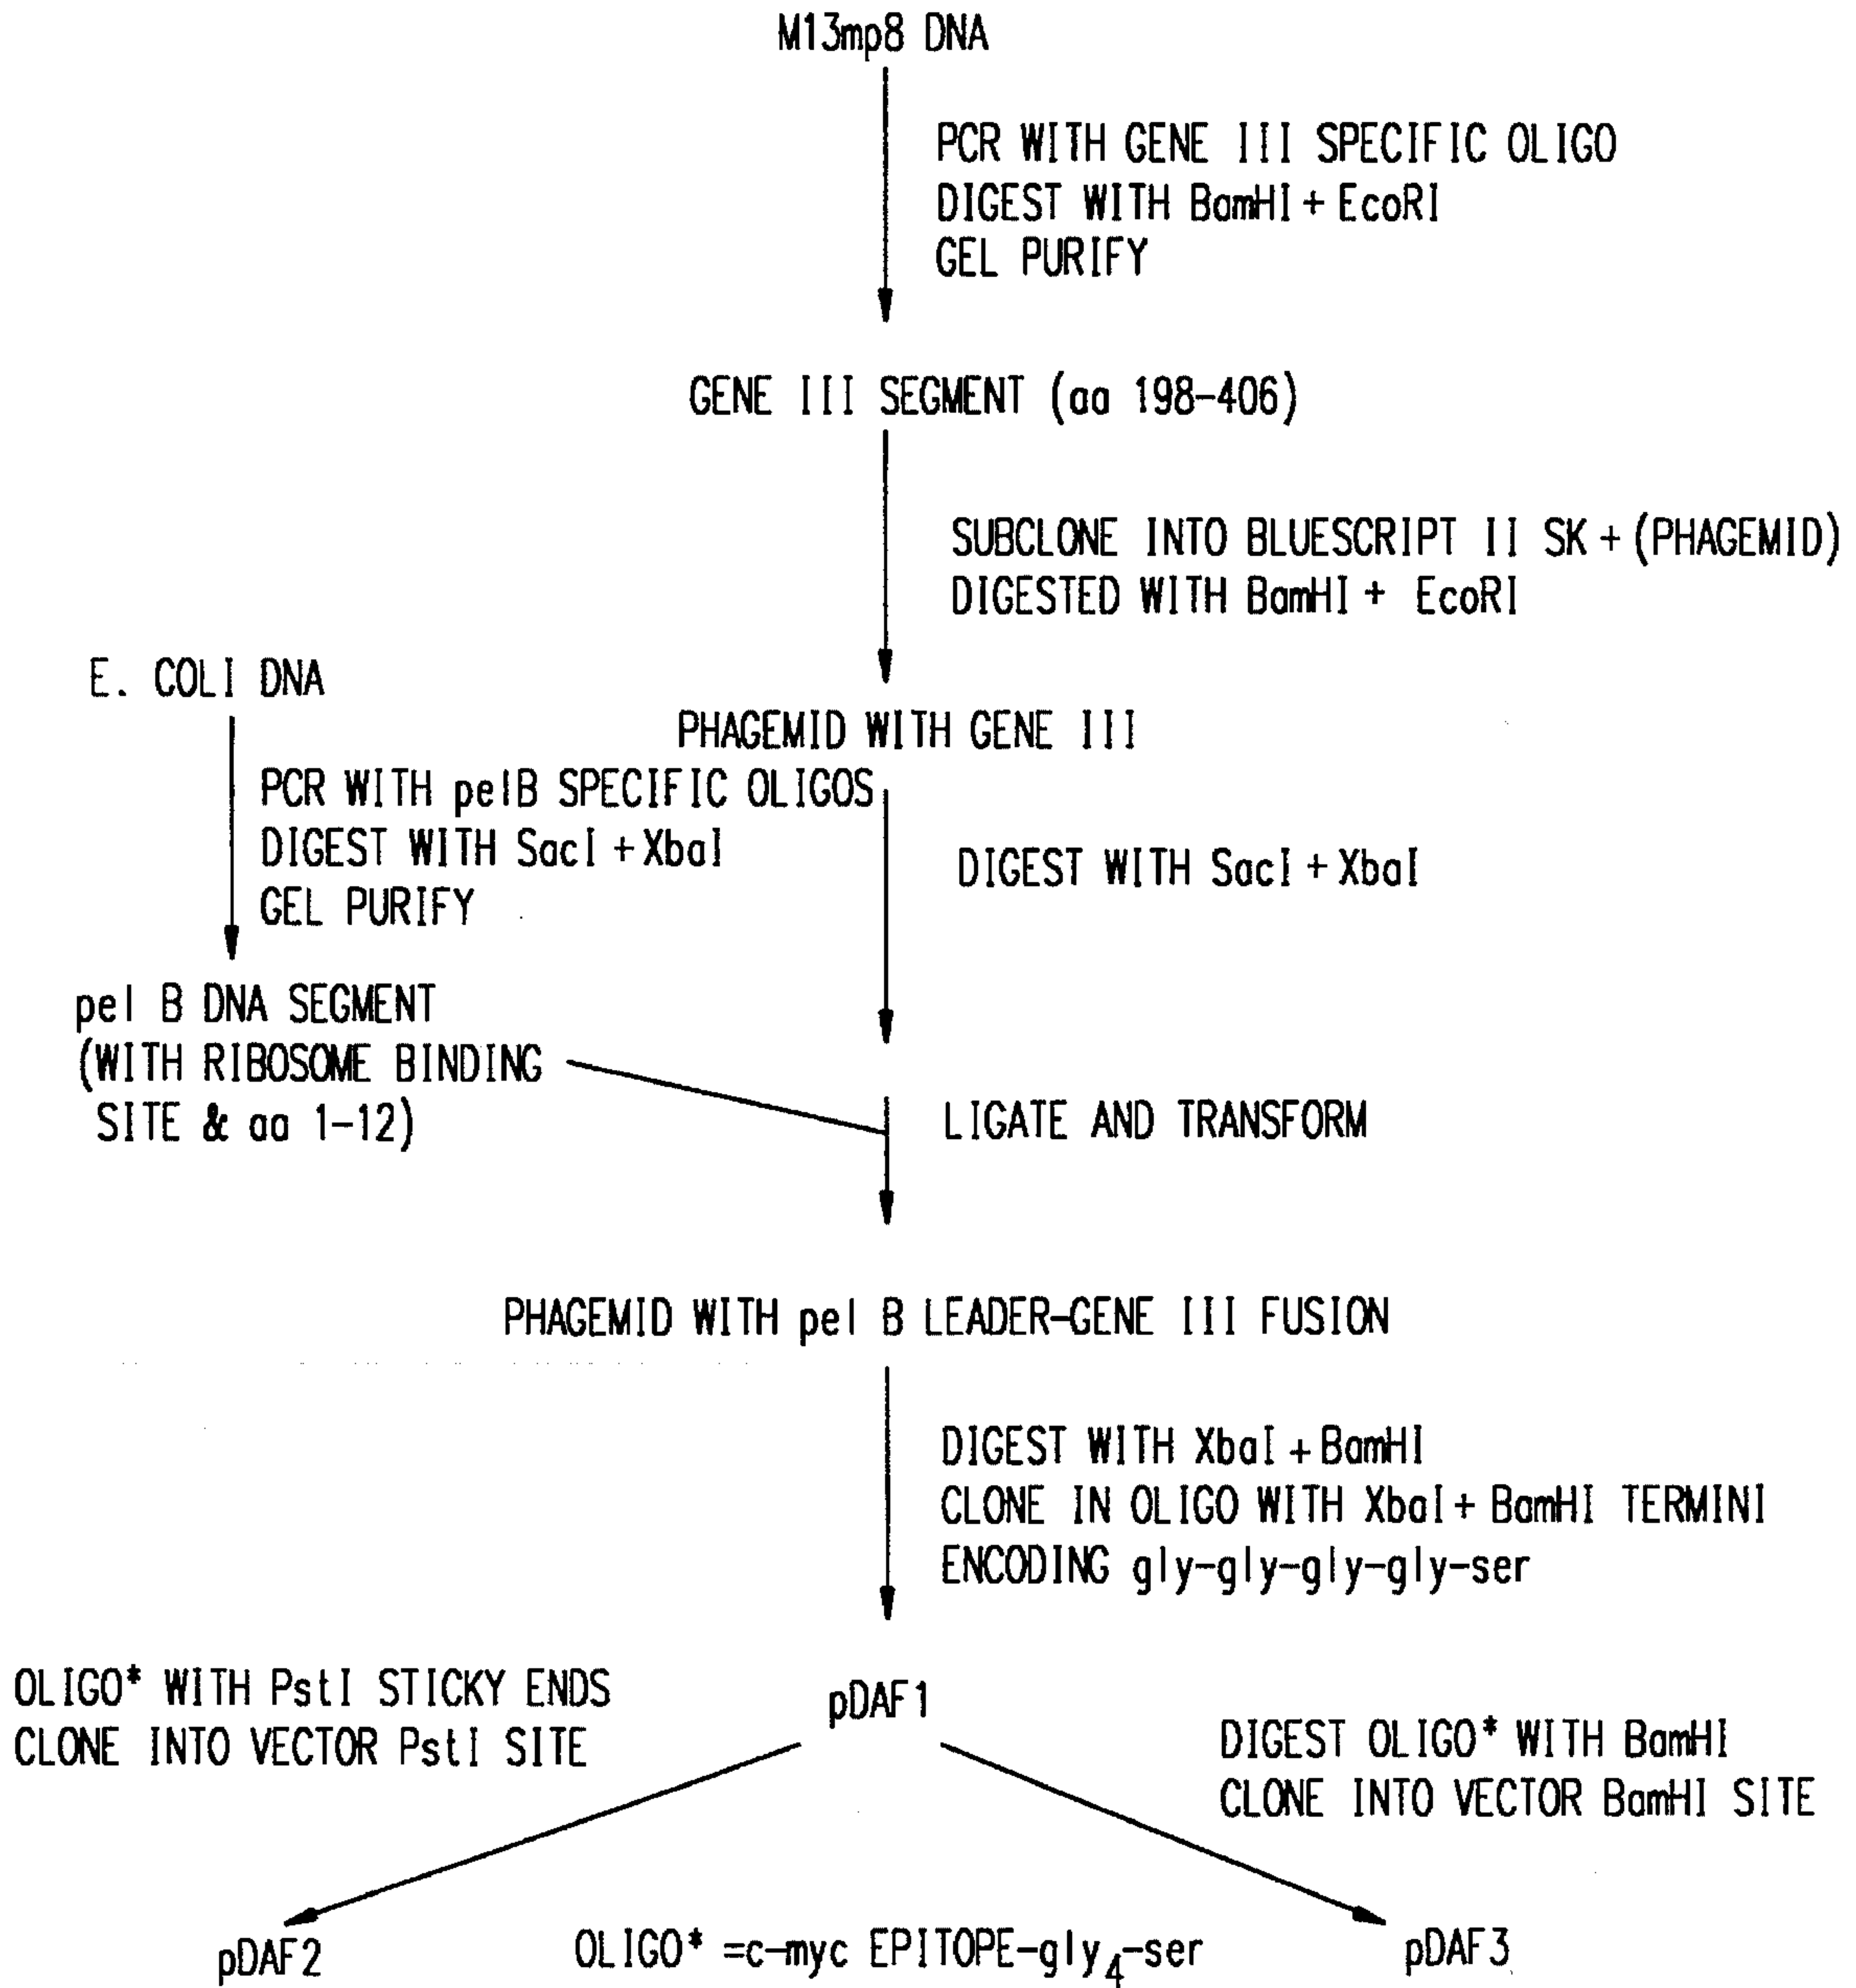 M13mp8 DNA
PCR WITH GENE III SPECIFIC OLIGO
DIGEST WITH BamHI + EcoRI
GEL PURIFY
GENE III SEGMENT (aa 198-406)
SUBCLONE INTO BLUESCRIPT II SK + (PHAGEMID)
DIGESTED WITH BamHI + EcoRI
E. COLI DNA
PHAGEMID WITH GENE III
PCR WITH pelB SPECIFIC OLIGOS
DIGEST WITH SacI + XbaI
GEL PURIFY
DIGEST WITH SacI + XbaI
pel B DNA SEGMENT
(WITH RIBOSOME BINDING
SITE & aa 1-12)
LIGATE AND TRANSFORM
PHAGEMID WITH pel B LEADER-GENE III FUSION
DIGEST WITH XbaI + BamHI
CLONE IN OLIGO WITH XbaI + BamHI TERMINI
ENCODING gly-gly-gly-gly-ser
OLIGO* WITH PstI STICKY ENDS
CLONE INTO VECTOR PstI SITE
pDAF1
DIGEST OLIGO* WITH BamHI
CLONE INTO VECTOR BamHI SITE
pDAF2
OLIGO* =c-myc EPITOPE-gly4-ser
pDAF3